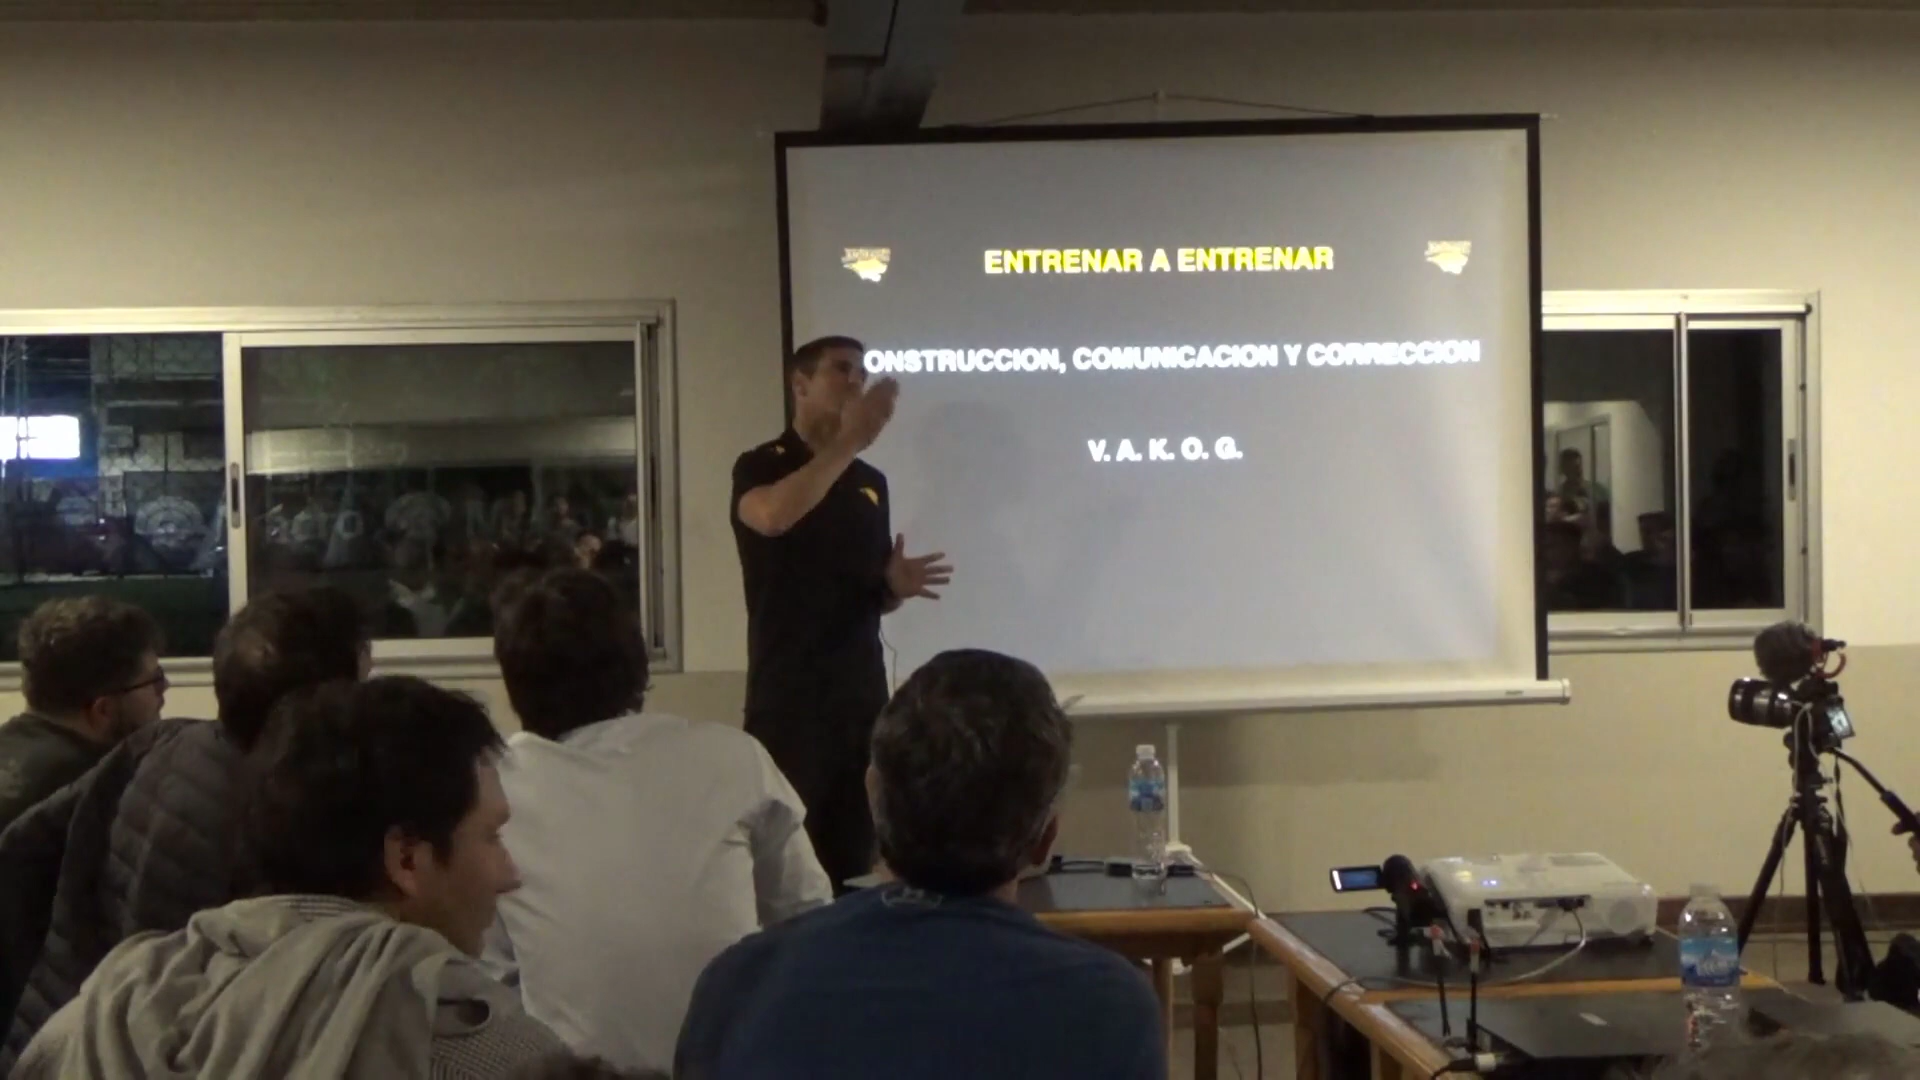 ENTRENAR A ENTRENAR
ONSTRUCCION, COMUNICACION Y CORRECCION
V. A. K. O. G.